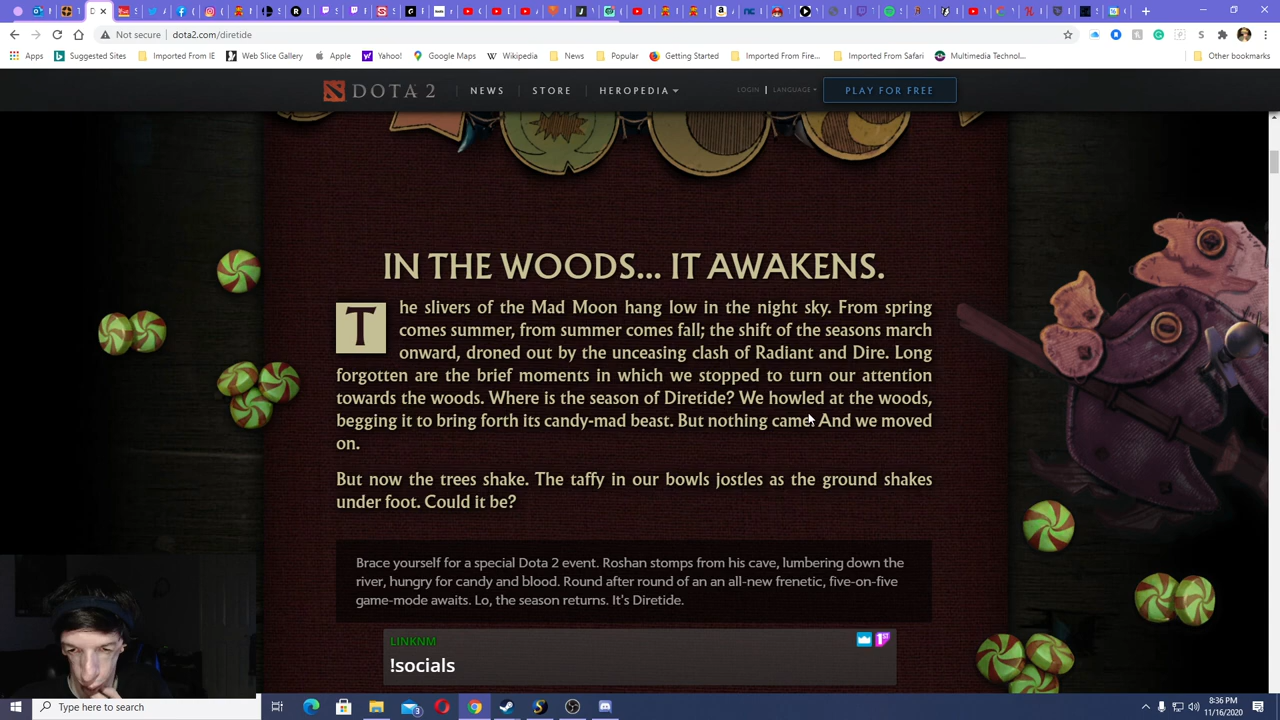 Not secure
dota2.com/diretide
Apps
Suggested Sites
Imported From IE
Web Slice Gallery
Apple
Yahoo!
Google Maps
Wikipedia
News
Popular
Getting Started
Imported From Fire...
Imported From Safari
Multimedia Technol...
Other bookmarks
DOTA 2
NEWS
STORE
HEROPEDIA
LOGIN
LANGUAGE
PLAY FOR FREE
IN THE WOODS... IT AWAKENS.
The slivers of the Mad Moon hang low in the night sky. From spring
comes summer, from summer comes fall; the shift of the seasons march
onward, droned out by the unceasing clash of Radiant and Dire. Long
forgotten are the brief moments in which we stopped to turn our attention
towards the woods. Where is the season of Diretide? We howled at the woods,
begging it to bring forth its candy-mad beast. But nothing came. And we moved
on.
But now the trees shake. The taffy in our bowls jostles as the ground shakes
under foot. Could it be?
Brace yourself for a special Dota 2 event. Roshan stomps from his cave, lumbering down the
river, hungry for candy and blood. Round after round of an an all-new frenetic, five-on-five
game-mode awaits. Lo, the season returns. It's Diretide.
LINKNM
1ST
!socials
Type here to search
3
8:36 PM
11/16/2020